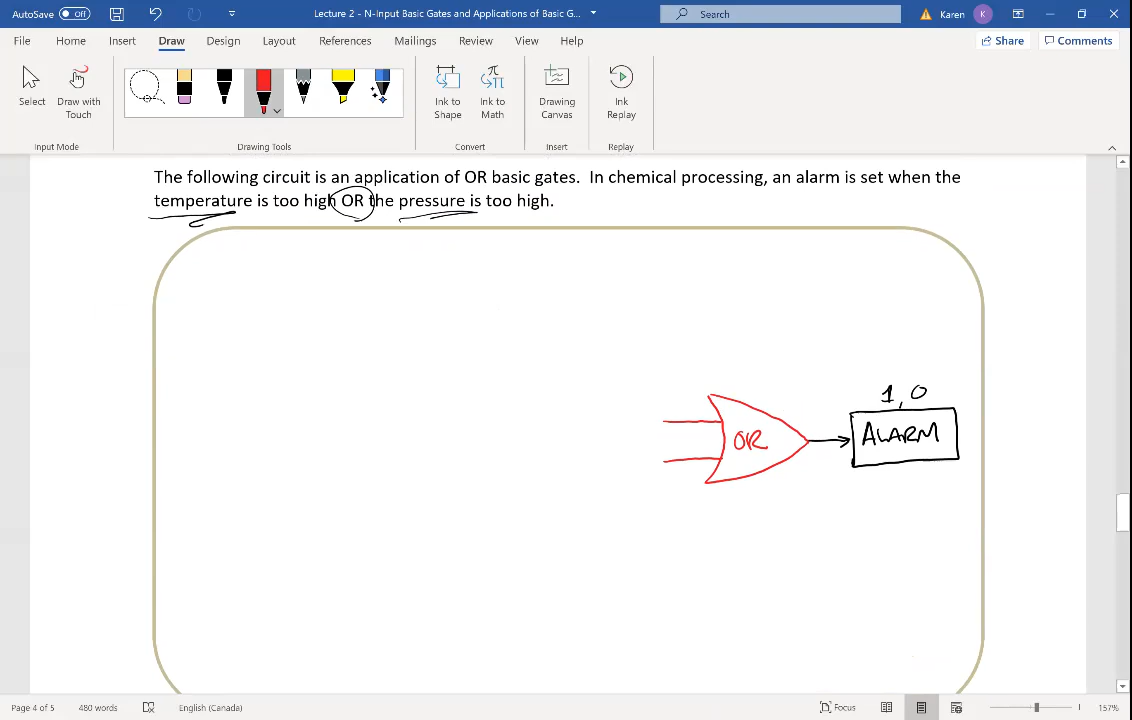 AutoSave Off Lecture 2 - N-Input Basic Gates and Applications of Basic G... Search Karen K
File Home Insert Draw Design Layout References Mailings Review View Help Share Comments
Select Draw with Touch Ink to Shape Ink to Math Drawing Canvas Ink Replay
Input Mode Drawing Tools Convert Insert Replay
The following circuit is an application of OR basic gates. In chemical processing, an alarm is set when the
temperature is too high OR the pressure is too high.
1, 0
OR ALARM
Page 4 of 5 480 words English (Canada) Focus 157%